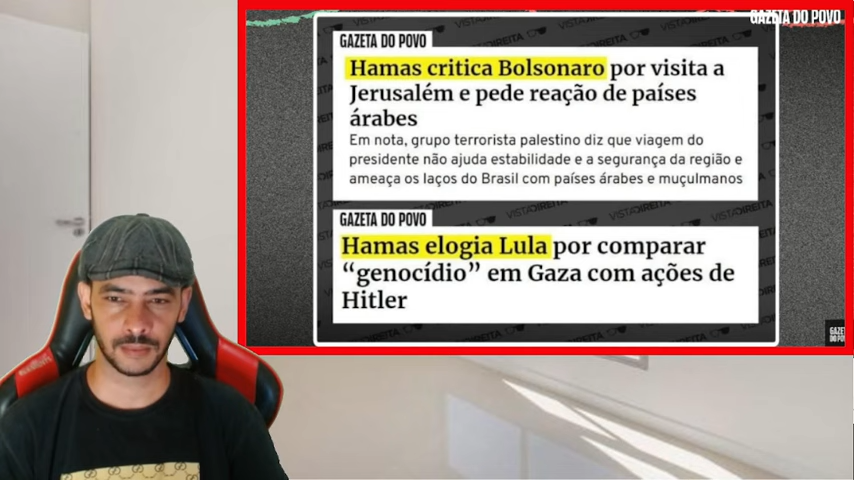 GAZETA DO POVO
GAZETA DO POVO
Hamas critica Bolsonaro por visita a
Jerusalém e pede reação de países
árabes
Em nota, grupo terrorista palestino diz que viagem do
presidente não ajuda estabilidade e a segurança da região e
ameaça os laços do Brasil com países árabes e muçulmanos
GAZETA DO POVO
Hamas elogia Lula por comparar
“genocídio” em Gaza com ações de
Hitler